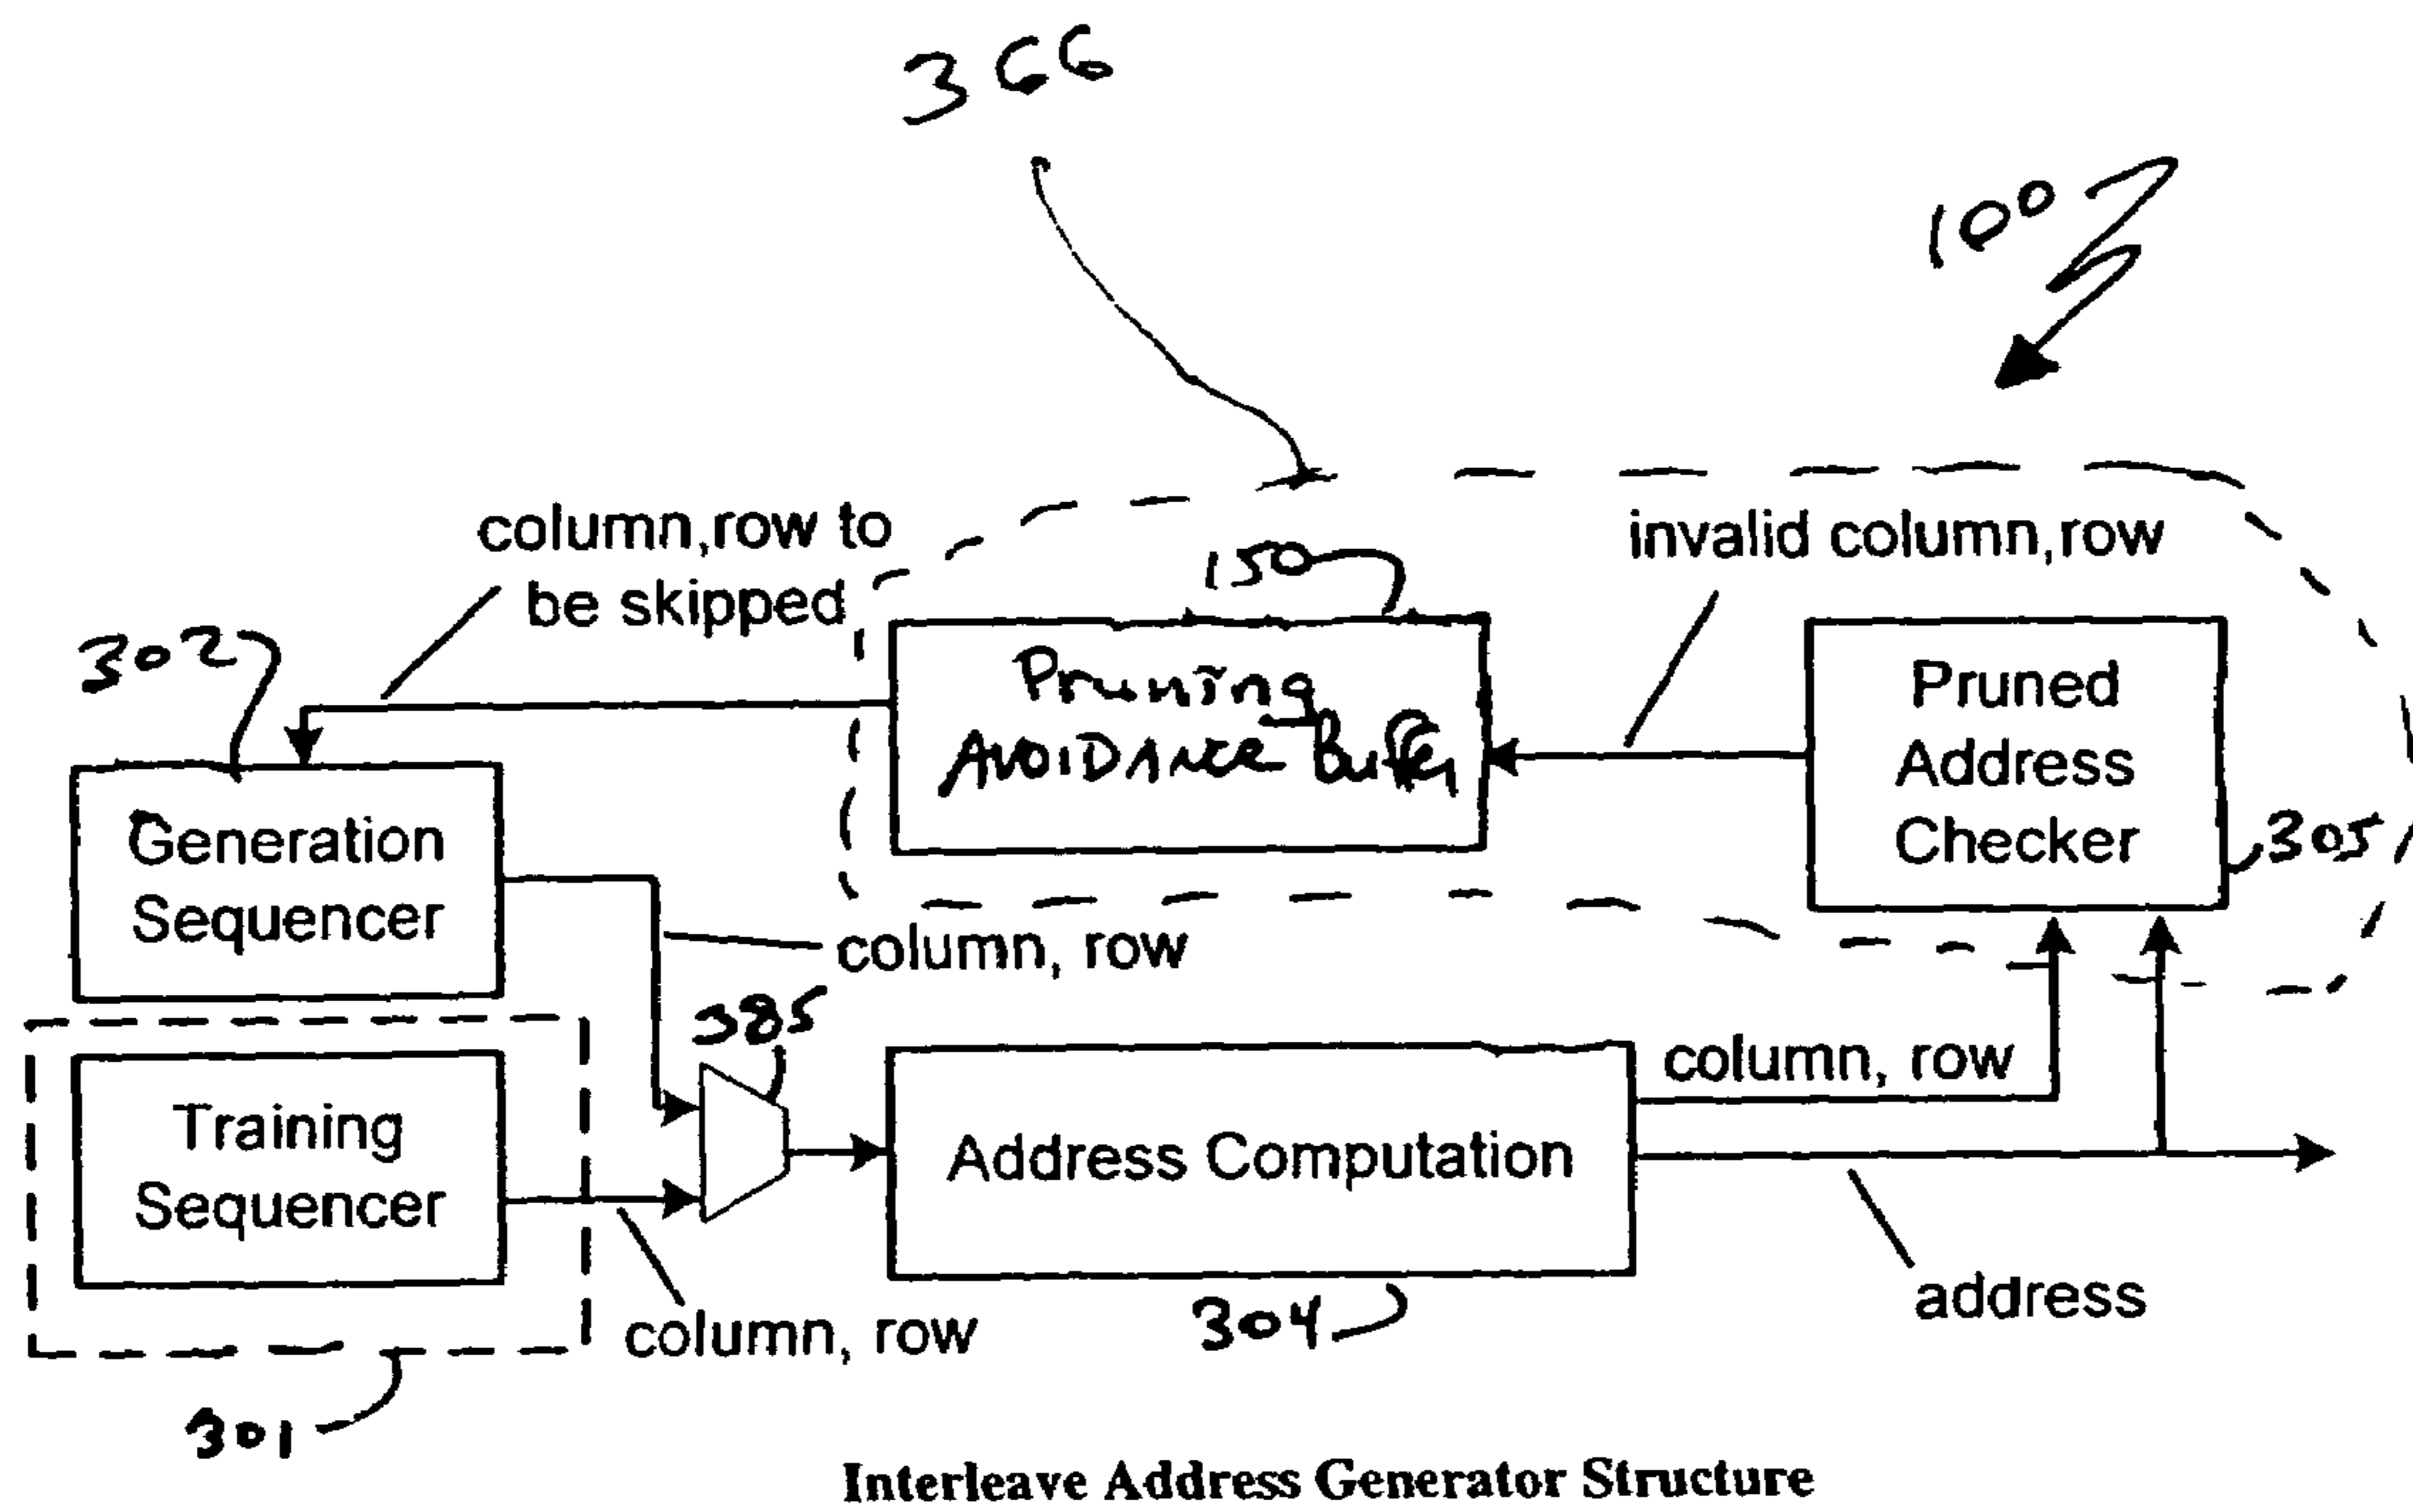 366
100
column,row to
be skipped
invalid column,row
150
302
Pruning
AVOIDANCE Buffer
Pruned
Address
Checker
305
Generation
Sequencer
column, row
385
column, row
Training
Sequencer
Address Computation
address
column, row
304
301
Interleave Address Generator Structure